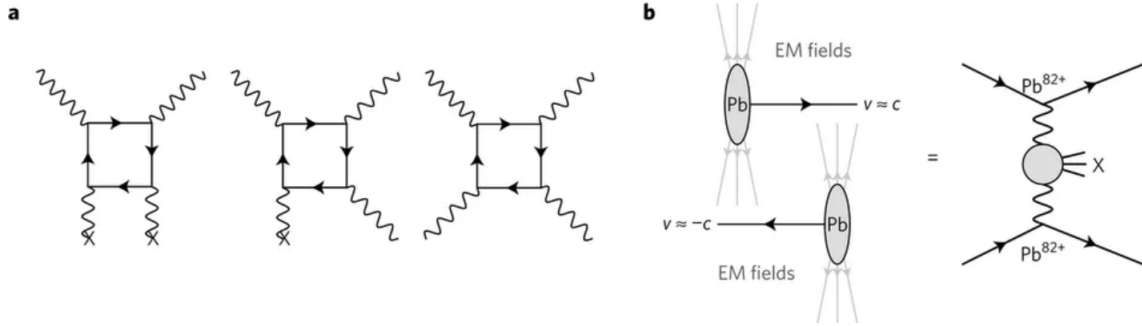 a
b
EM fields
Pb
v ≈ c
v ≈ −c
Pb
EM fields
=
Pb82+
X
Pb82+